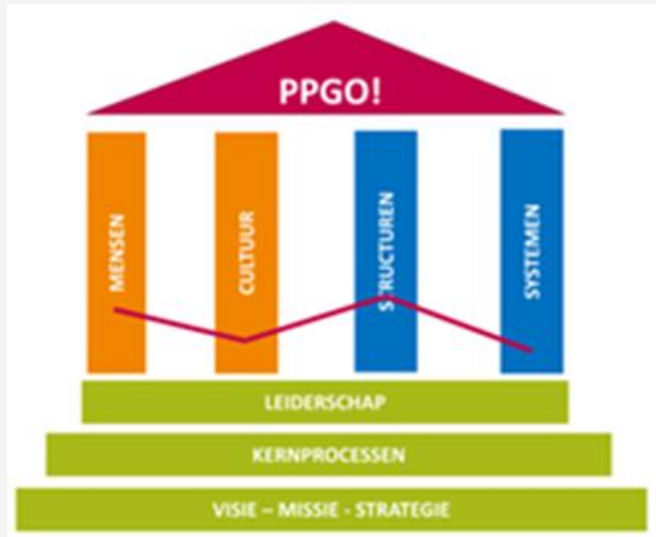 PPGO!
MENSEN
CULTUUR
STRUCTUREN
SYSTEMEN
LEIDERSCHAP
KERNPROCESSEN
VISIE – MISSIE - STRATEGIE